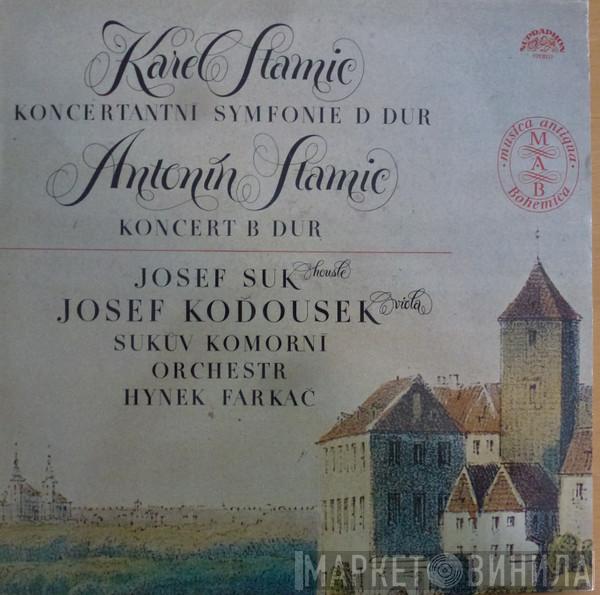 SUPRAPHON
STEREO
Karel Stamic
KONCERTANTNÍ SYMFONIE D DUR
musica antiqua
M
A
B
Bohemica
Antonín Stamic
KONCERT B DUR
JOSEF SUK housle
JOSEF KOĎOUSEK viola
SUKŮV KOMORNÍ
ORCHESTR
HYNEK FARKAČ
МАРКЕТ ВИНИЛА